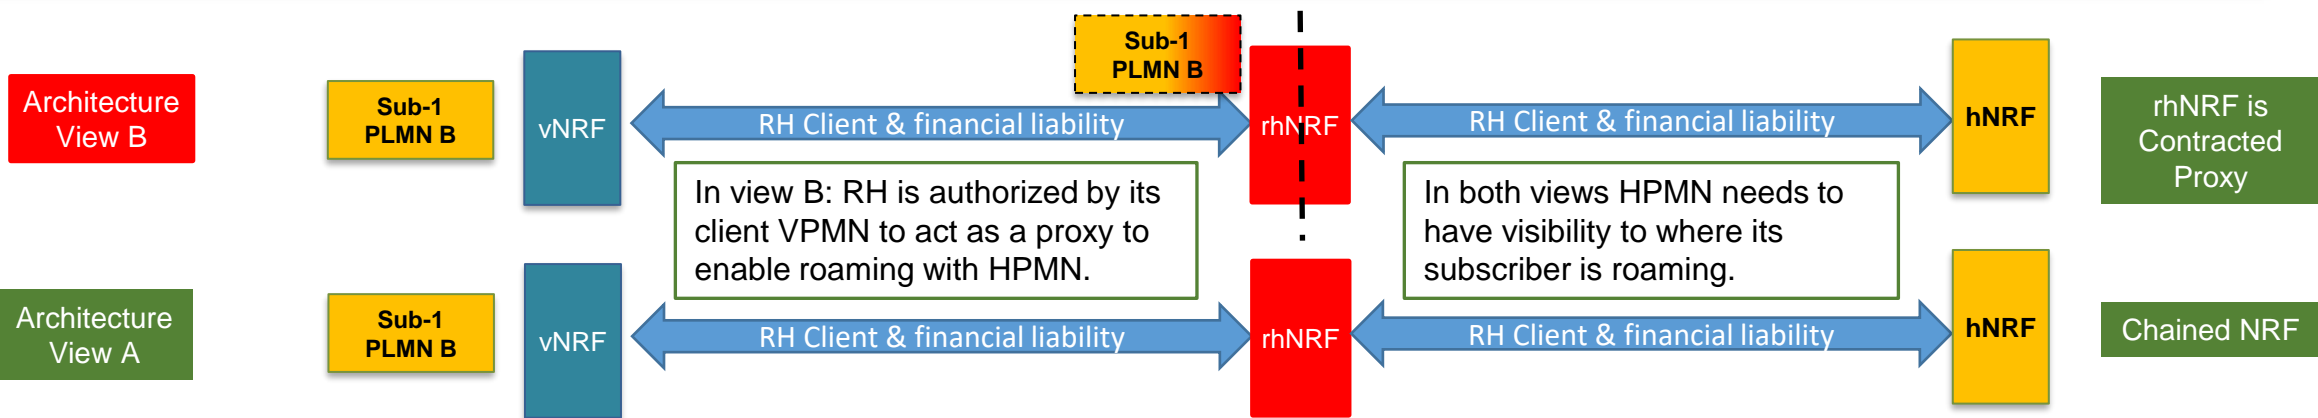 Sub-1
PLMN B
Architecture
View B
Sub-1
PLMN B
vNRF
RH Client & financial liability
rhNRF
RH Client & financial liability
hNRF
rhNRF is
Contracted
Proxy
In view B: RH is authorized by its
client VPMN to act as a proxy to
enable roaming with HPMN.
In both views HPMN needs to
have visibility to where its
subscriber is roaming.
Architecture
View A
Sub-1
PLMN B
vNRF
RH Client & financial liability
rhNRF
RH Client & financial liability
hNRF
Chained NRF